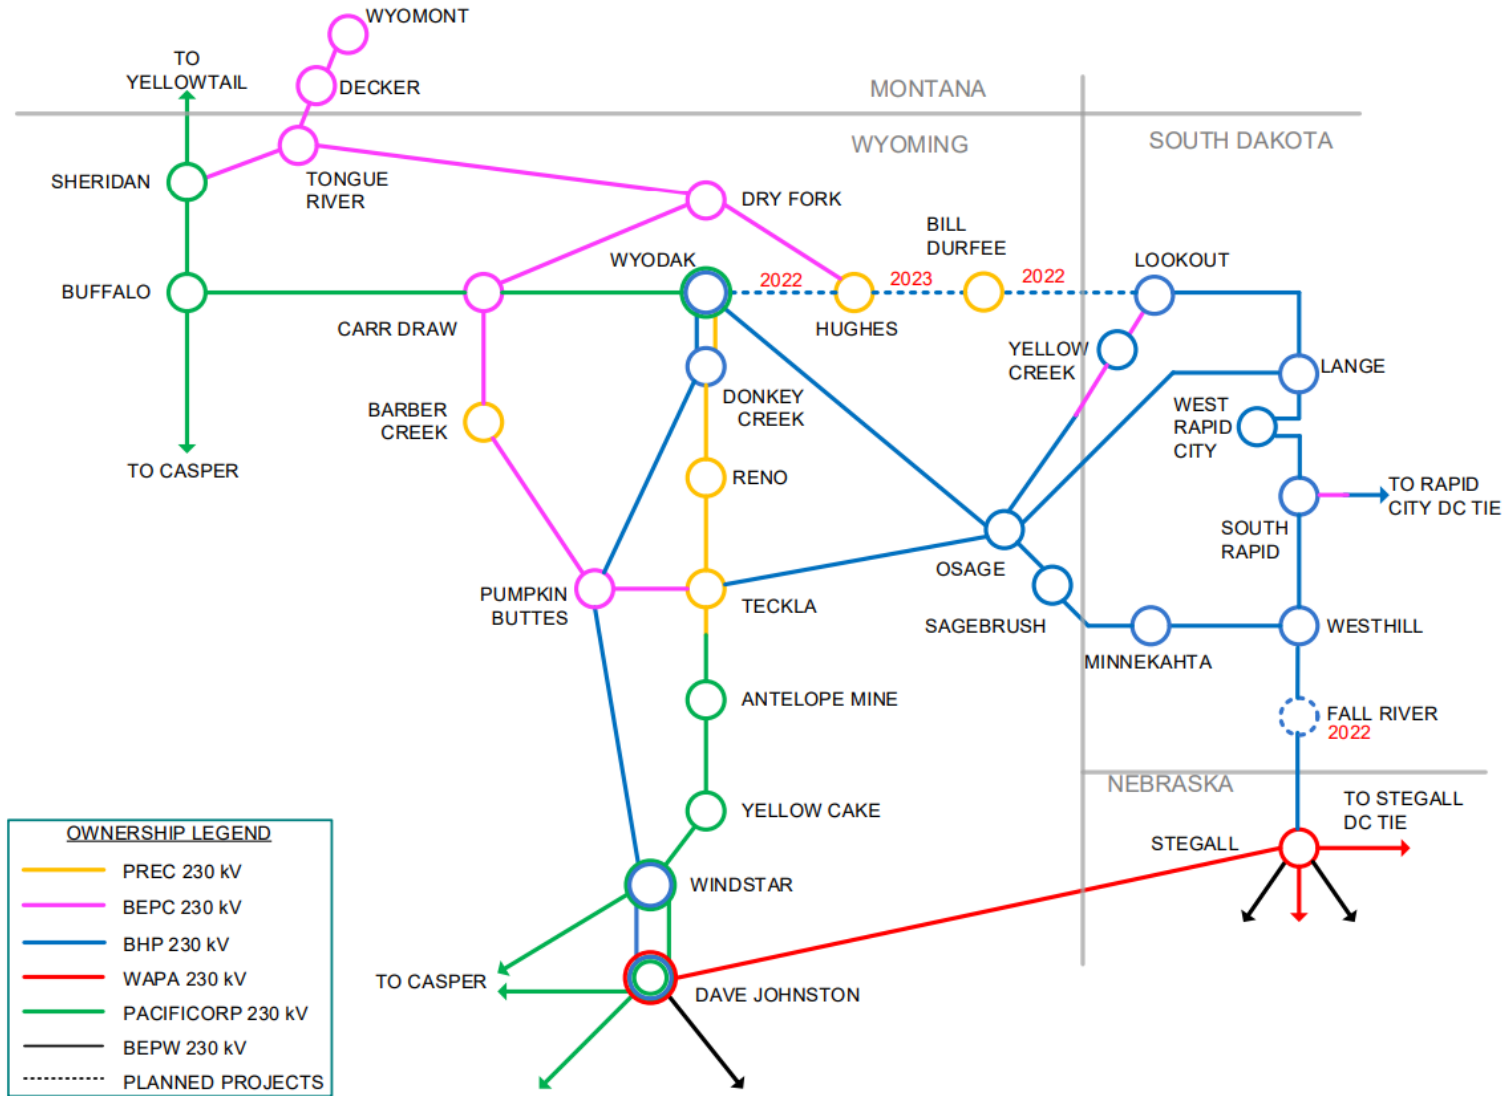 WYOMONT
TO
YELLOWTAIL
DECKER
MONTANA
WYOMING
SOUTH DAKOTA
SHERIDAN
TONGUE
RIVER
DRY FORK
BILL
DURFEE
WYODAK
LOOKOUT
2022
2023
2022
BUFFALO
CARR DRAW
HUGHES
YELLOW
CREEK
LANGE
BARBER
CREEK
DONKEY
CREEK
WEST
RAPID
CITY
TO CASPER
RENO
TO RAPID
CITY DC TIE
SOUTH
RAPID
OSAGE
PUMPKIN
BUTTES
TECKLA
SAGEBRUSH
WESTHILL
MINNEKAHTA
ANTELOPE MINE
FALL RIVER
2022
NEBRASKA
YELLOW CAKE
TO STEGALL
DC TIE
STEGALL
WINDSTAR
TO CASPER
DAVE JOHNSTON
OWNERSHIP LEGEND
PREC 230 kV
BEPC 230 kV
BHP 230 kV
WAPA 230 kV
PACIFICORP 230 kV
BEPW 230 kV
PLANNED PROJECTS